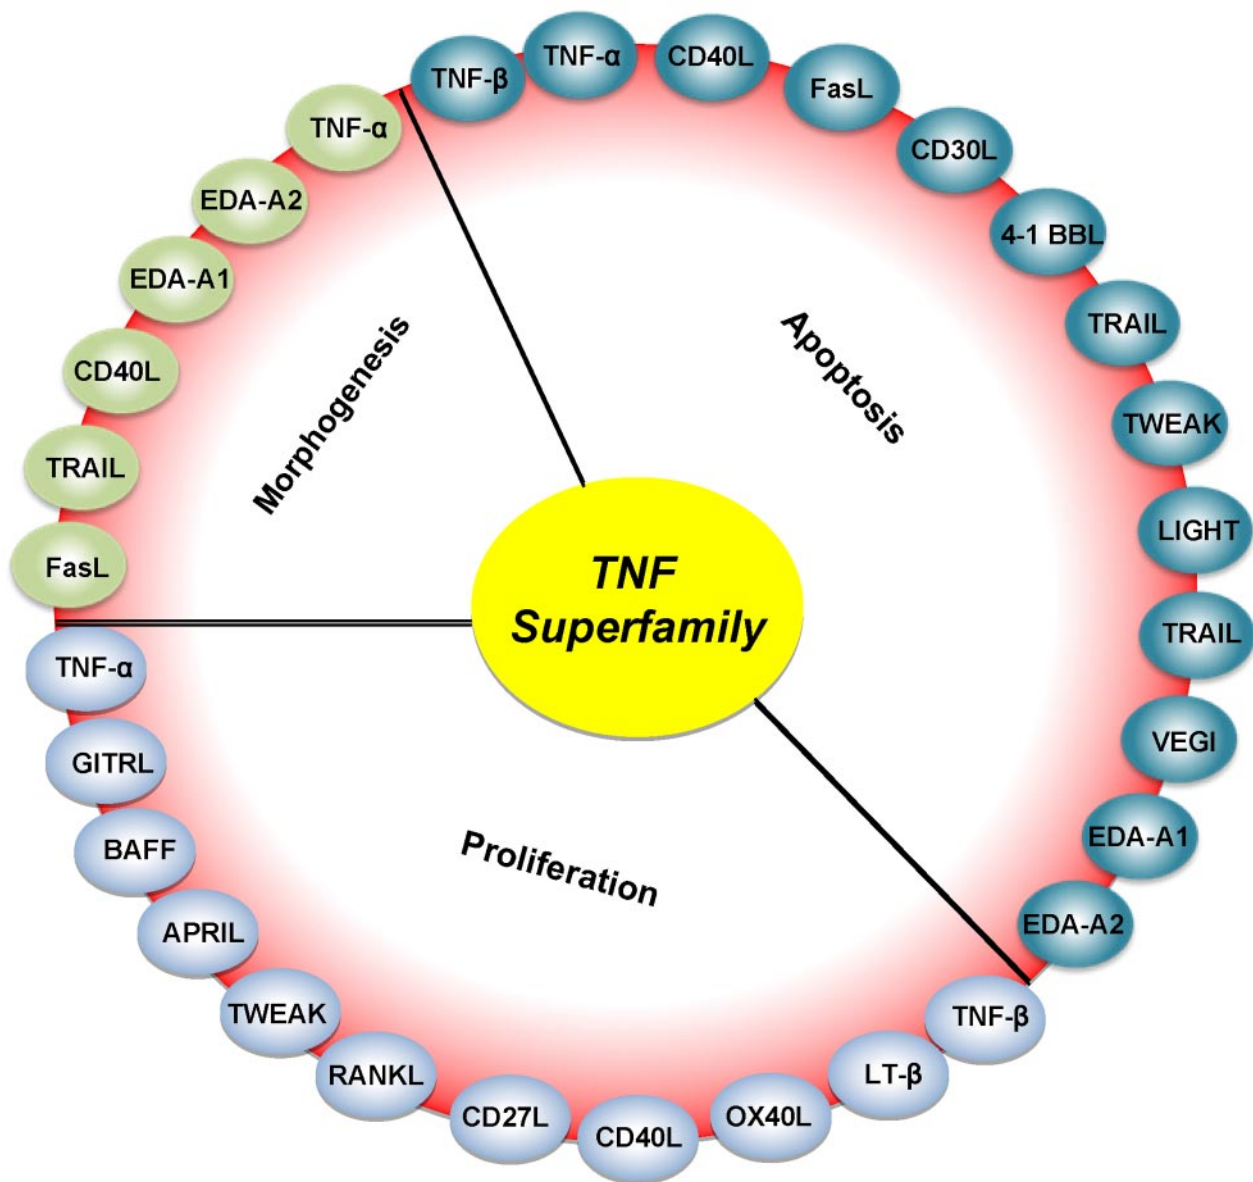 TNF
Superfamily
Morphogenesis
TNF-α
EDA-A2
EDA-A1
CD40L
TRAIL
FasL
Apoptosis
TNF-β
TNF-α
CD40L
FasL
CD30L
4-1 BBL
TRAIL
TWEAK
LIGHT
TRAIL
VEGI
EDA-A1
EDA-A2
Proliferation
TNF-β
LT-β
OX40L
CD40L
CD27L
RANKL
TWEAK
APRIL
BAFF
GITRL
TNF-α